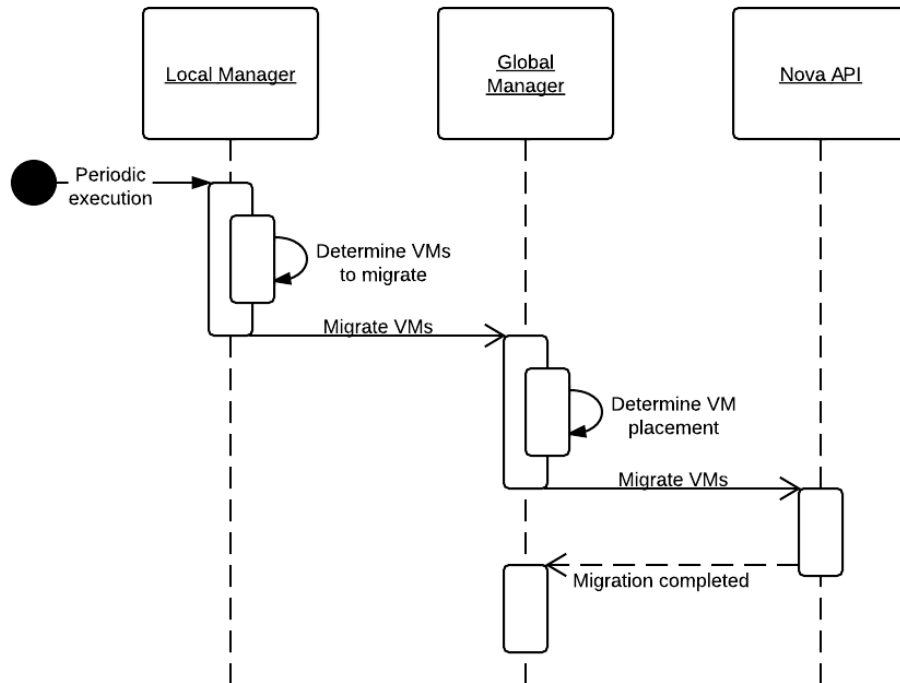 Local Manager
Global
Manager
Nova API
Periodic
execution
Determine VMs
to migrate
Migrate VMs
Determine VM
placement
Migrate VMs
Migration completed